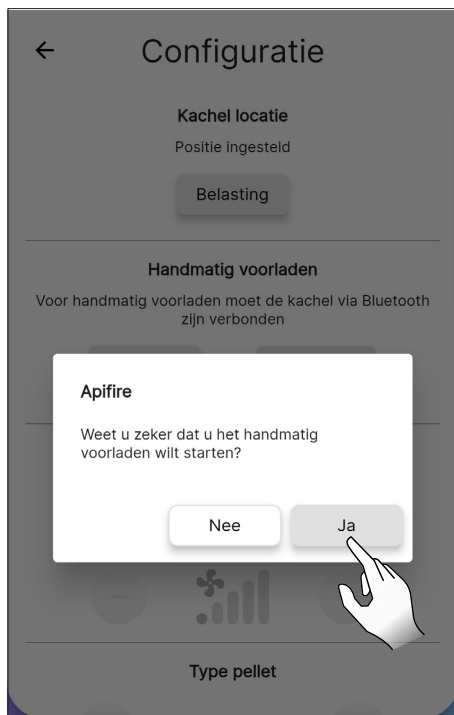 Configuratie
Kachel locatie
Positie ingesteld
Belasting
Handmatig voorladen
Voor handmatig voorladen moet de kachel via Bluetooth
zijn verbonden
Apifire
Weet u zeker dat u het handmatig
voorladen wilt starten?
Nee
Ja
Type pellet